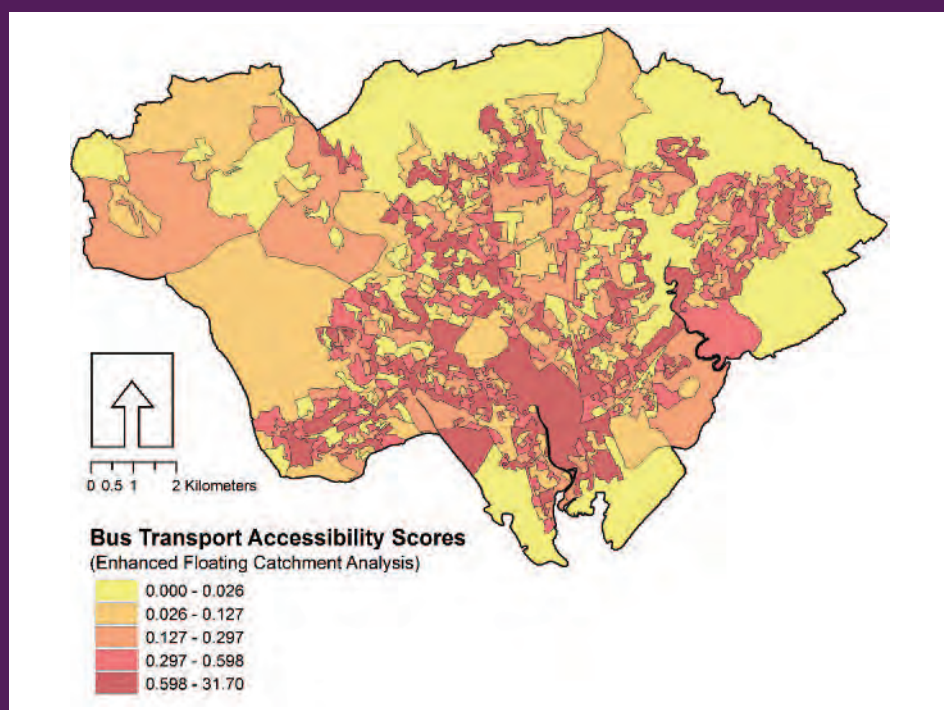 0 0.5 1 2 Kilometers
Bus Transport Accessibility Scores
(Enhanced Floating Catchment Analysis)
0.000 - 0.026
0.026 - 0.127
0.127 - 0.297
0.297 - 0.598
0.598 - 31.70